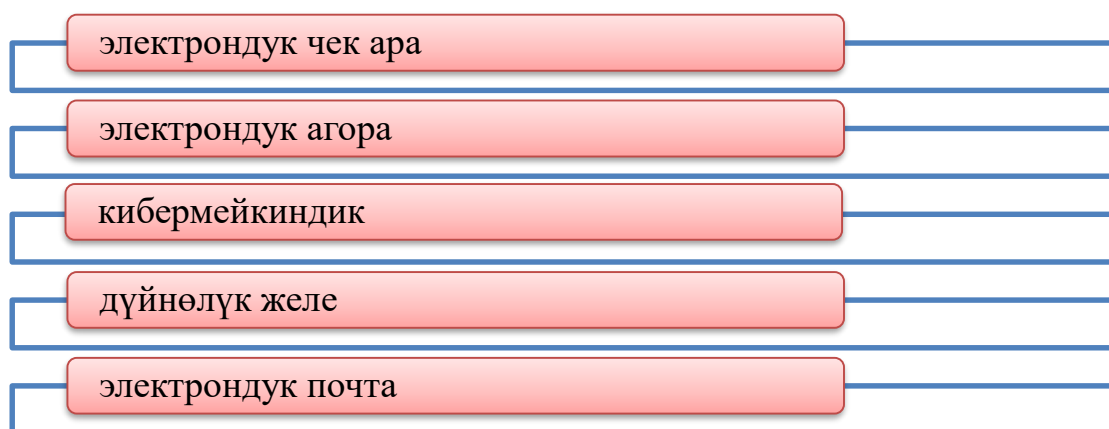 электрондук чек ара
электрондук агора
кибермейкиндик
дүйнөлүк желе
электрондук почта